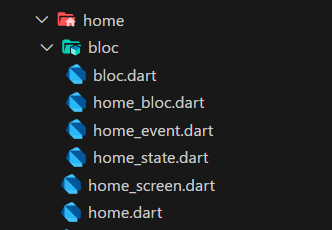 home
bloc
bloc.dart
home_bloc.dart
home_event.dart
home_state.dart
home_screen.dart
home.dart